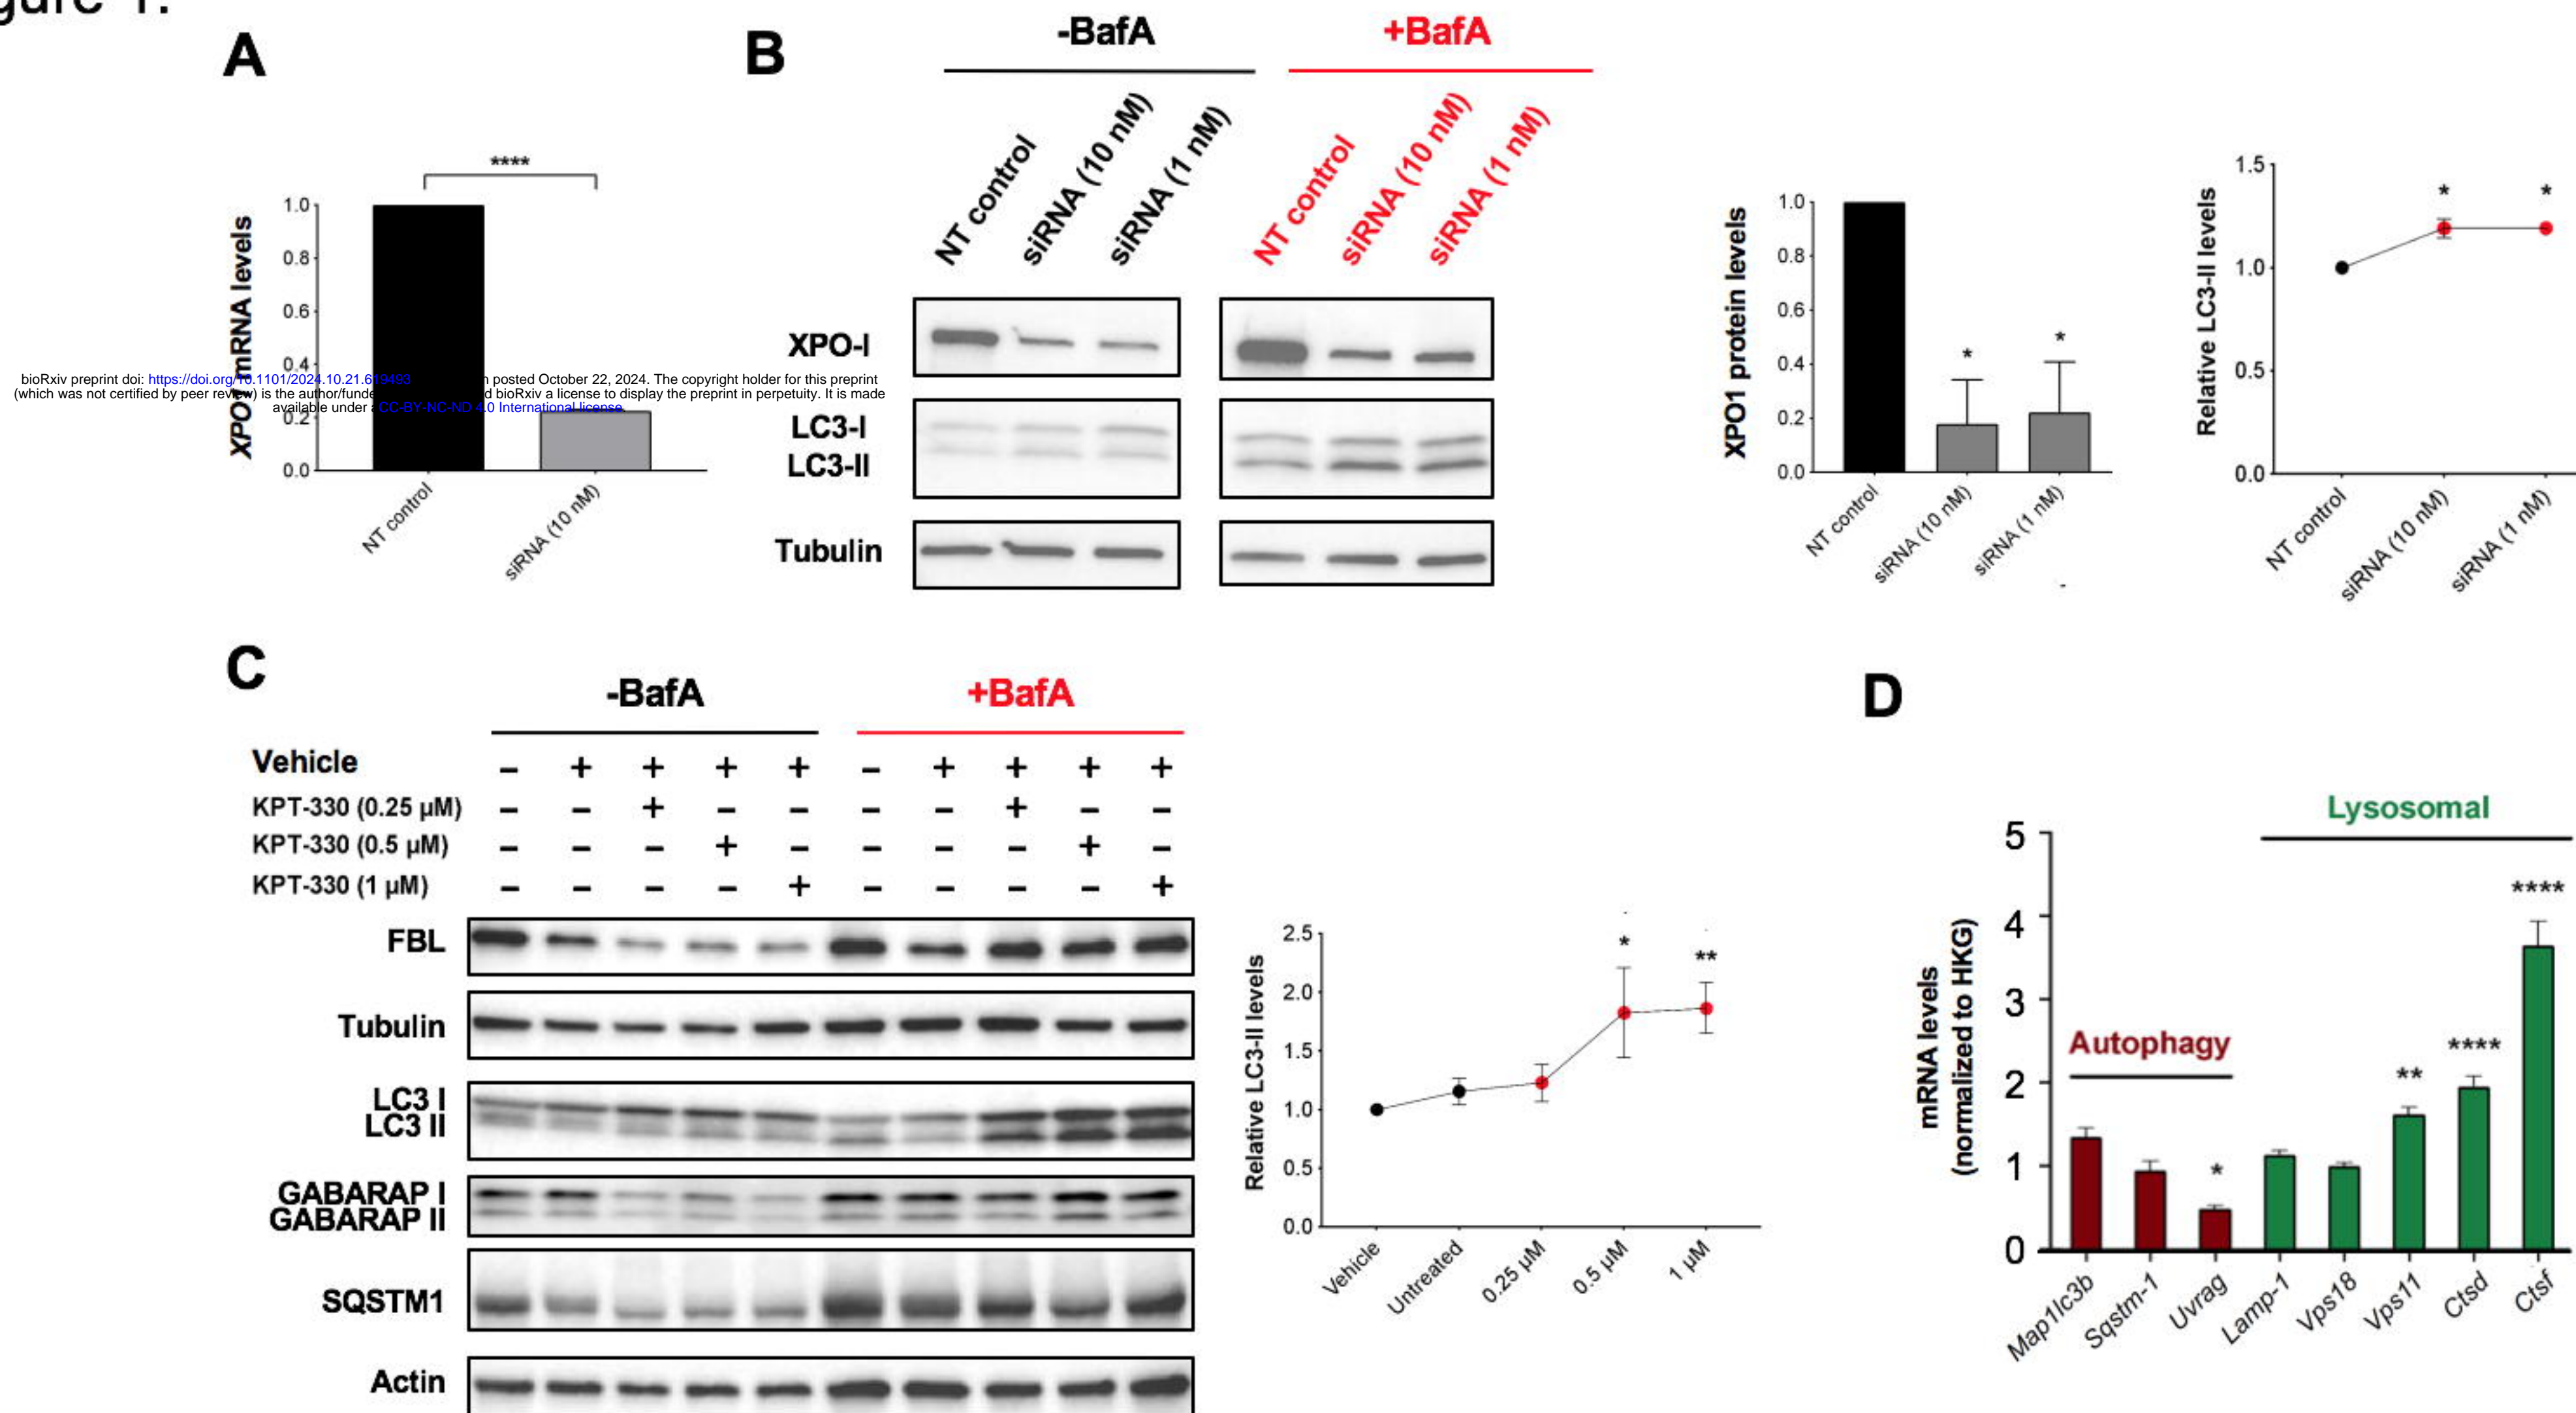 gure 1.
A
****
XPO1 mRNA levels
1.0
0.8
0.6
0.4
0.2
0.0
NT control
siRNA (10 nM)
bioRxiv preprint doi: https://doi.org/10.1101/2024.10.21.619493
n posted October 22, 2024. The copyright holder for this preprint
(which was not certified by peer review) is the author/funde
d bioRxiv a license to display the preprint in perpetuity. It is made
available under a CC-BY-NC-ND 4.0 International license.
B
-BafA
+BafA
NT control
siRNA (10 nM)
siRNA (1 nM)
NT control
siRNA (10 nM)
siRNA (1 nM)
XPO-I
LC3-I
LC3-II
Tubulin
XPO1 protein levels
1.0
0.8
0.6
0.4
0.2
0.0
*
*
NT control
siRNA (10 nM)
siRNA (1 nM)
Relative LC3-II levels
1.5
1.0
0.5
0.0
*
*
NT control
siRNA (10 nM)
siRNA (1 nM)
C
-BafA
+BafA
Vehicle – + + + + – + + + +
KPT-330 (0.25 µM) – – + – – – – + – –
KPT-330 (0.5 µM) – – – + – – – – + –
KPT-330 (1 µM) – – – – + – – – – +
FBL
Tubulin
LC3 I
LC3 II
GABARAP I
GABARAP II
SQSTM1
Actin
Relative LC3-II levels
2.5
2.0
1.5
1.0
0.5
0.0
*
**
Vehicle
Untreated
0.25 µM
0.5 µM
1 µM
D
Lysosomal
Autophagy
mRNA levels
(normalized to HKG)
5
4
3
2
1
0
*
**
****
****
Map1lc3b
Sqstm-1
Uvrag
Lamp-1
Vps18
Vps11
Ctsd
Ctsf